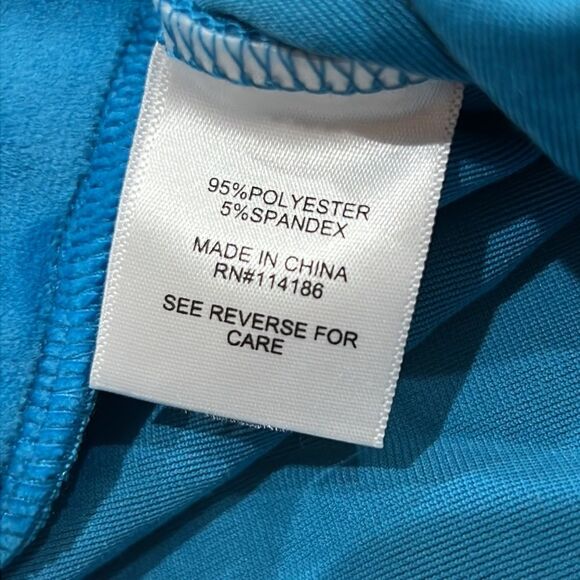 95%POLYESTER
5%SPANDEX
MADE IN CHINA
RN#114186
SEE REVERSE FOR
CARE